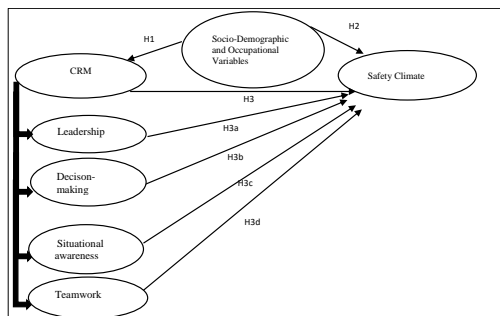 H1
H2
Socio-Demographic
and Occupational
Variables
CRM
Safety Climate
H3
Leadership
H3a
Decison-
making
H3b
H3c
Situational
awareness
H3d
Teamwork